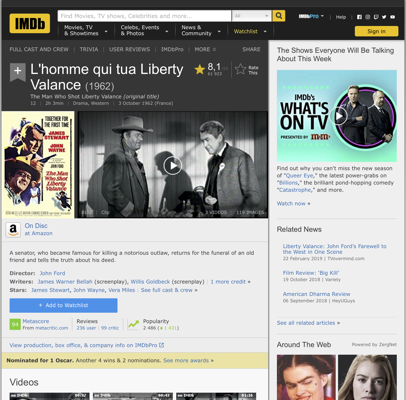 IMDb
Find Movies, TV shows, Celebrities and more...
All
Movies, TV
& Showtimes
Celebs, Events
& Photos
News &
Community
Watchlist
IMDbPro
Help
Sign in
FULL CAST AND CREW | TRIVIA | USER REVIEWS | IMDbPro | MORE
SHARE
L'homme qui tua Liberty
Valance (1962)
The Man Who Shot Liberty Valance (original title)
12 | 2h 3min | Drama, Western | 3 October 1962 (France)
8,1
Rate
This
TOGETHER
FOR THE
FIRST TIME
JAMES
STEWART
JOHN
WAYNE
The Man
Who Shot
Liberty
Valance
Clip
3 VIDEOS
119 IMAGES
On Disc
at Amazon
A senator, who became famous for killing a notorious outlaw, returns for the funeral of an old
friend and tells the truth about his deed.
Director: John Ford
Writers: James Warner Bellah (screenplay), Willis Goldbeck (screenplay) | 1 more credit »
Stars: James Stewart, John Wayne, Vera Miles | See full cast & crew »
+ Add to Watchlist
94
Metascore
From metacritic.com
Reviews
236 user | 99 critic
Popularity
2 486
View production, box office, & company info on IMDbPro
Nominated for 1 Oscar. Another 4 wins & 2 nominations. See more awards »
Videos
The Shows Everyone Will Be Talking
About This Week
IMDb's
WHAT'S
ON TV
PRESENTED BY m&m's
Find out why you can't miss the new season
of "Queer Eye," the latest power-grabs on
"Billions," the brilliant pond-hopping comedy
"Catastrophe," and more.
Watch now »
Related News
Liberty Valance: John Ford's Farewell to
the West in One Scene
22 February 2019 | TVovermind.com
Film Review: 'Big Kill'
19 October 2018 | Variety
American Dharma Review
06 September 2018 | HeyUGuys
See all related articles »
Around The Web
Powered by ZergNet